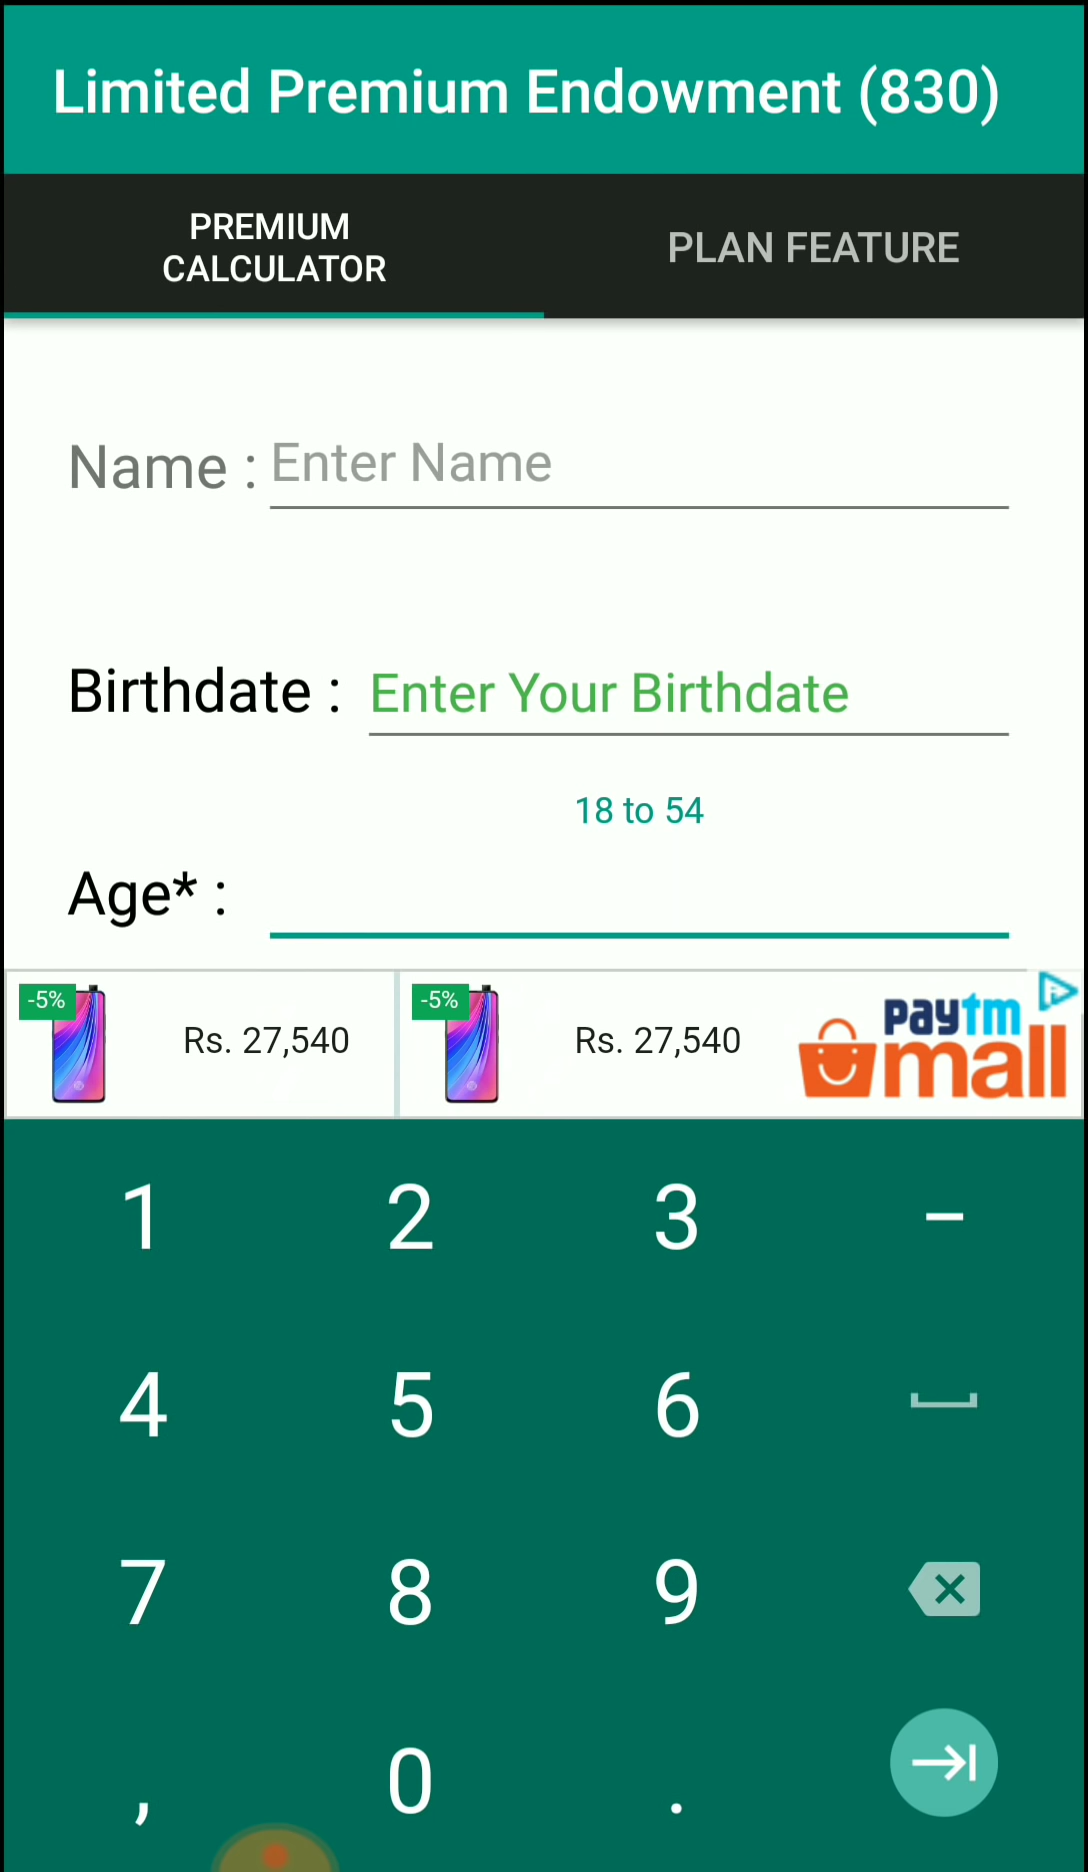 Limited Premium Endowment (830)
PREMIUM
CALCULATOR
PLAN FEATURE
Name : Enter Name
Birthdate : Enter Your Birthdate
18 to 54
Age* :
-5%
Rs. 27,540
-5%
Rs. 27,540
paytm
mall
1 2 3 –
4 5 6
7 8 9
, 0 .